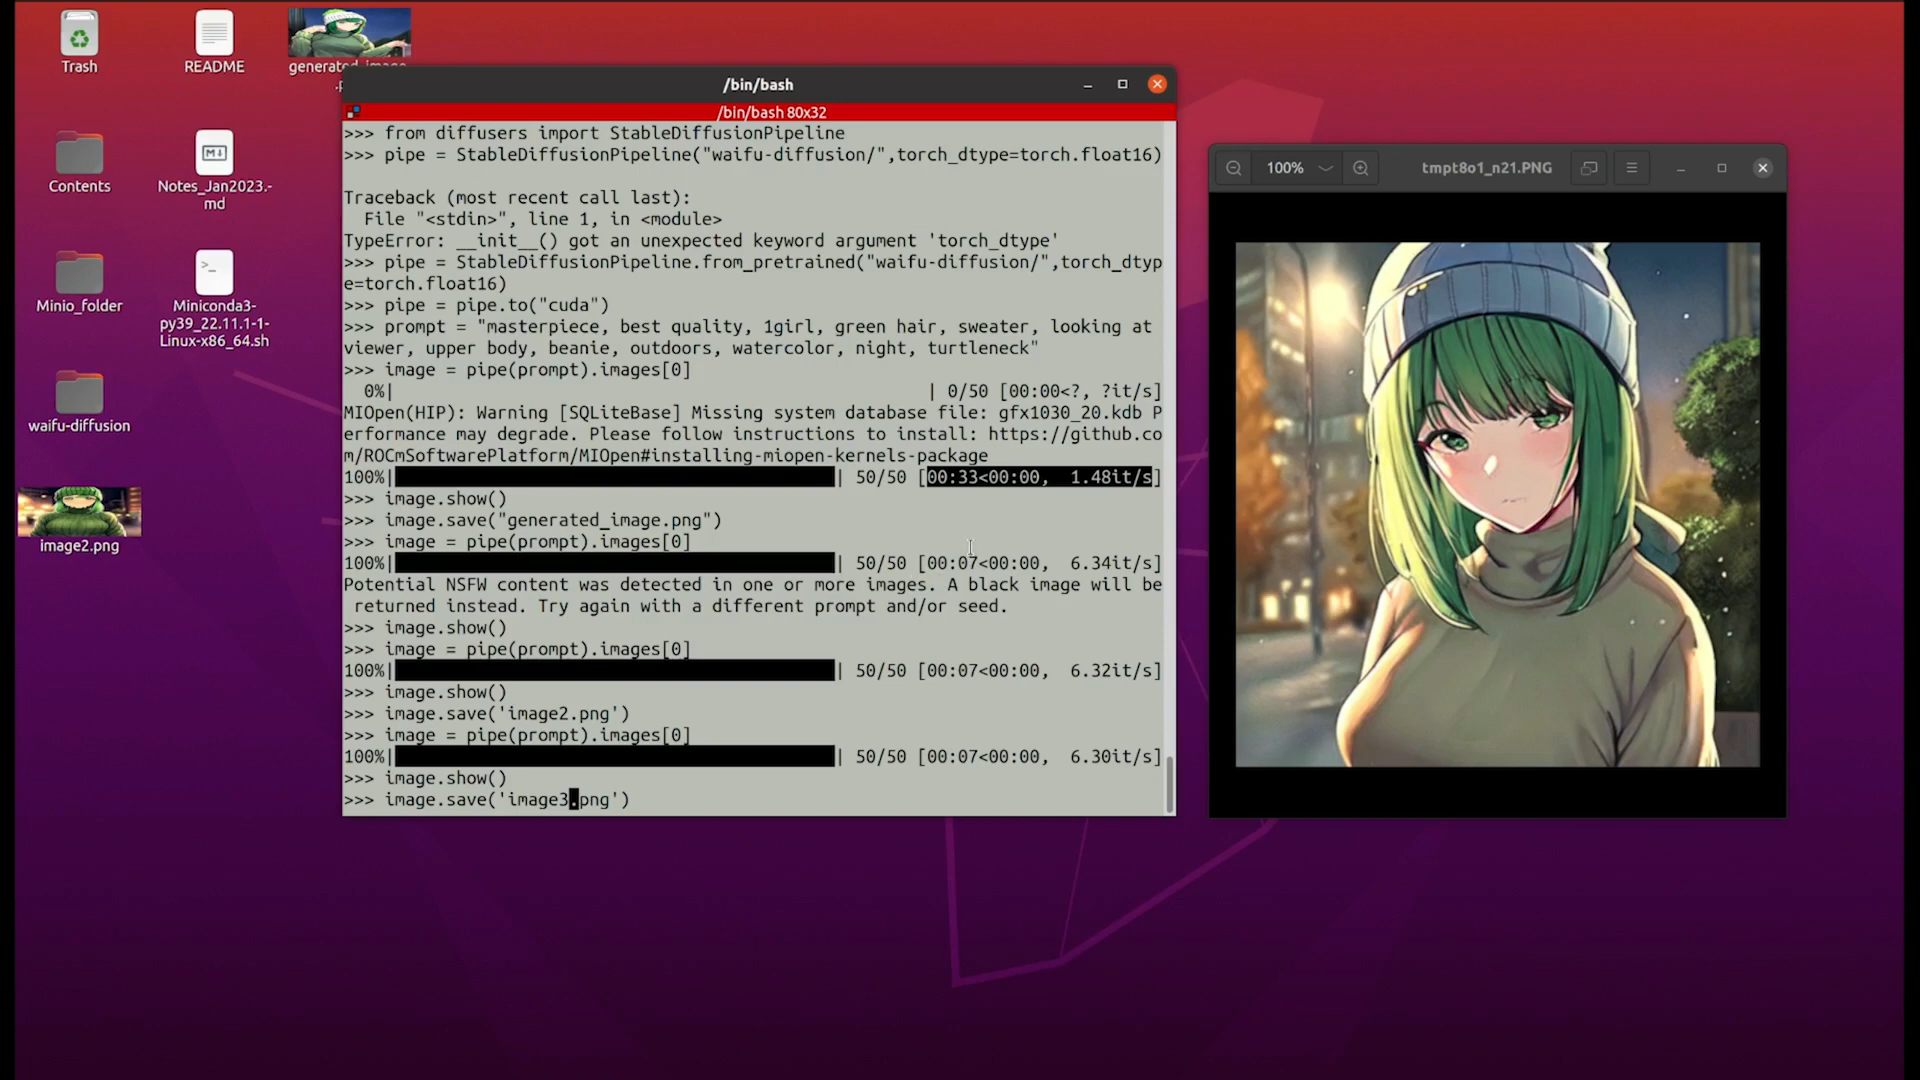 Trash
README
generated_image
.p
Contents
Notes_Jan2023.-
md
Minio_folder
Miniconda3-
py39_22.11.1-1-
Linux-x86_64.sh
waifu-diffusion
image2.png
/bin/bash
/bin/bash 80x32
>>> from diffusers import StableDiffusionPipeline
>>> pipe = StableDiffusionPipeline("waifu-diffusion/",torch_dtype=torch.float16)
Traceback (most recent call last):
File "<stdin>", line 1, in <module>
TypeError: __init__() got an unexpected keyword argument 'torch_dtype'
>>> pipe = StableDiffusionPipeline.from_pretrained("waifu-diffusion/",torch_dtyp
e=torch.float16)
>>> pipe = pipe.to("cuda")
>>> prompt = "masterpiece, best quality, 1girl, green hair, sweater, looking at
viewer, upper body, beanie, outdoors, watercolor, night, turtleneck"
>>> image = pipe(prompt).images[0]
0%| | 0/50 [00:00<?, ?it/s]
MIOpen(HIP): Warning [SQLiteBase] Missing system database file: gfx1030_20.kdb P
erformance may degrade. Please follow instructions to install: https://github.co
m/ROCmSoftwarePlatform/MIOpen#installing-miopen-kernels-package
100%| | 50/50 [00:33<00:00, 1.48it/s]
>>> image.show()
>>> image.save("generated_image.png")
>>> image = pipe(prompt).images[0]
100%| | 50/50 [00:07<00:00, 6.34it/s]
Potential NSFW content was detected in one or more images. A black image will be
returned instead. Try again with a different prompt and/or seed.
>>> image.show()
>>> image = pipe(prompt).images[0]
100%| | 50/50 [00:07<00:00, 6.32it/s]
>>> image.show()
>>> image.save('image2.png')
>>> image = pipe(prompt).images[0]
100%| | 50/50 [00:07<00:00, 6.30it/s]
>>> image.show()
>>> image.save('image3.png')
100%
tmpt8o1_n21.PNG